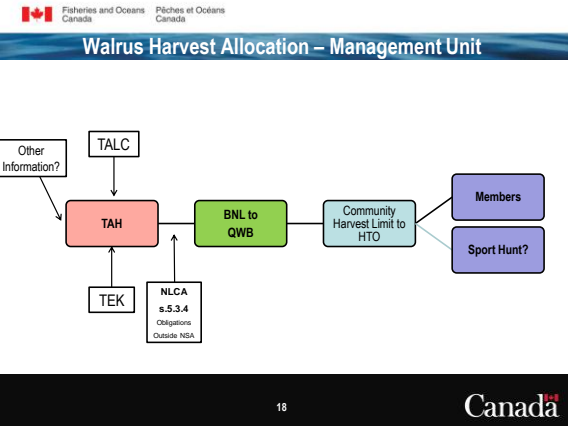 Fisheries and Oceans Pêches et Océans
Canada Canada
Walrus Harvest Allocation – Management Unit
Other
Information?
TALC
TAH
BNL to
QWB
Community
Harvest Limit to
HTO
Members
Sport Hunt?
TEK
NLCA
s.5.3.4
Obligations
Outside NSA
18
Canada